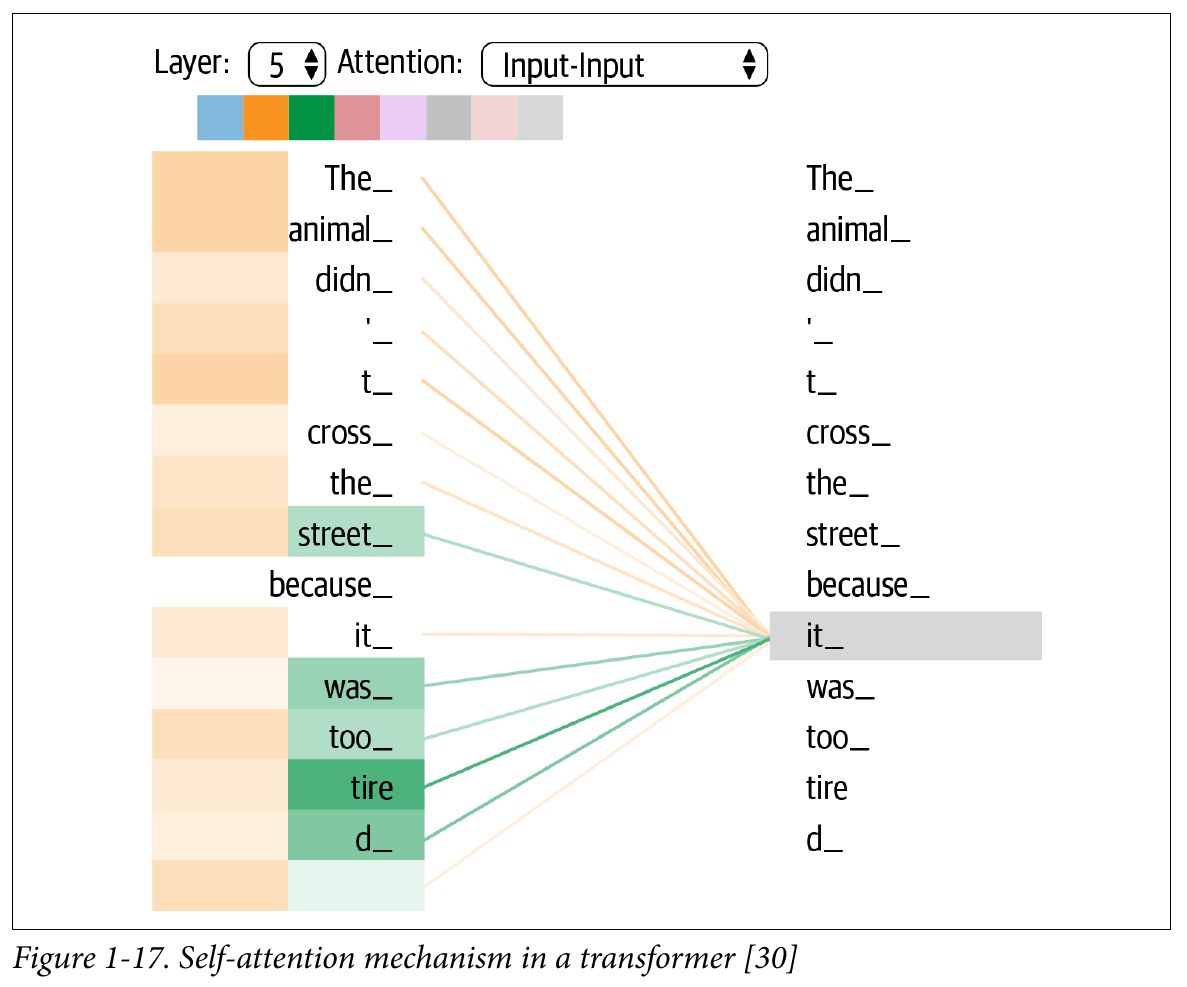 Layer: 5 Attention: Input-Input
The_ The_
animal_ animal_
didn_ didn_
'_ '_
t_ t_
cross_ cross_
the_ the_
street_ street_
because_ because_
it_ it_
was_ was_
too_ too_
tire tire
d_ d_
Figure 1-17. Self-attention mechanism in a transformer [30]